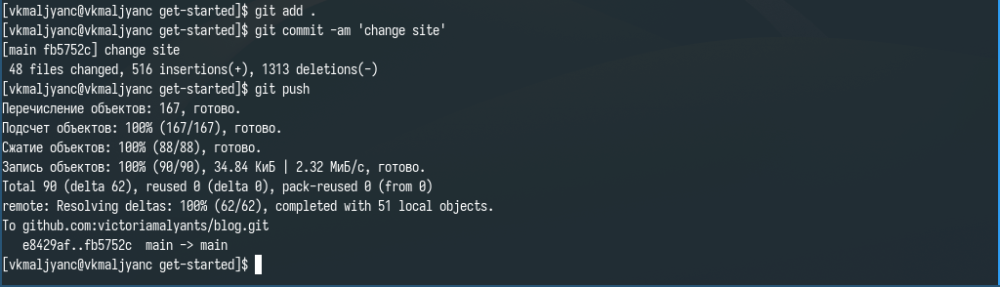 [vkmaljyanc@vkmaljyanc get-started]$ git add .
[vkmaljyanc@vkmaljyanc get-started]$ git commit -am 'change site'
[main fb5752c] change site
 48 files changed, 516 insertions(+), 1313 deletions(-)
[vkmaljyanc@vkmaljyanc get-started]$ git push
Перечисление объектов: 167, готово.
Подсчет объектов: 100% (167/167), готово.
Сжатие объектов: 100% (88/88), готово.
Запись объектов: 100% (90/90), 34.84 КиБ | 2.32 МиБ/с, готово.
Total 90 (delta 62), reused 0 (delta 0), pack-reused 0 (from 0)
remote: Resolving deltas: 100% (62/62), completed with 51 local objects.
To github.com:victoriamalyants/blog.git
   e8429af..fb5752c  main -> main
[vkmaljyanc@vkmaljyanc get-started]$